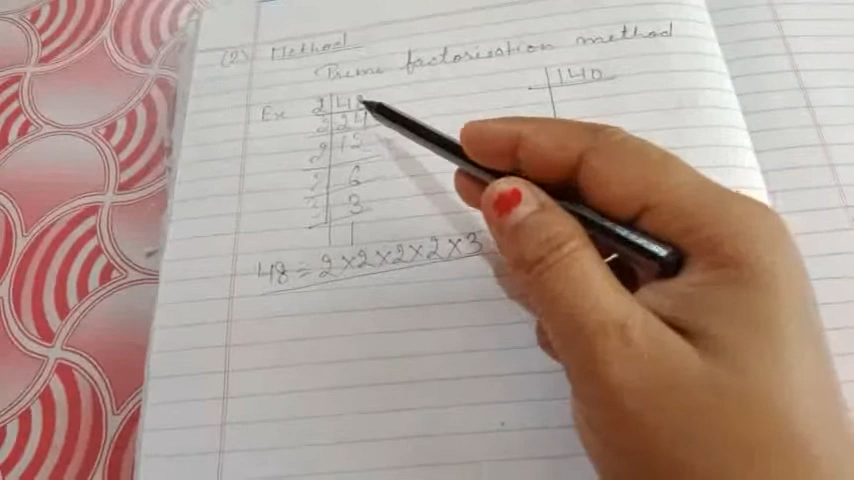 (2) Method
Prime factorisation method
Ex 2 48
2 24
2 12
2 6
3 3
1
48 = 2×2×2×2×3
140